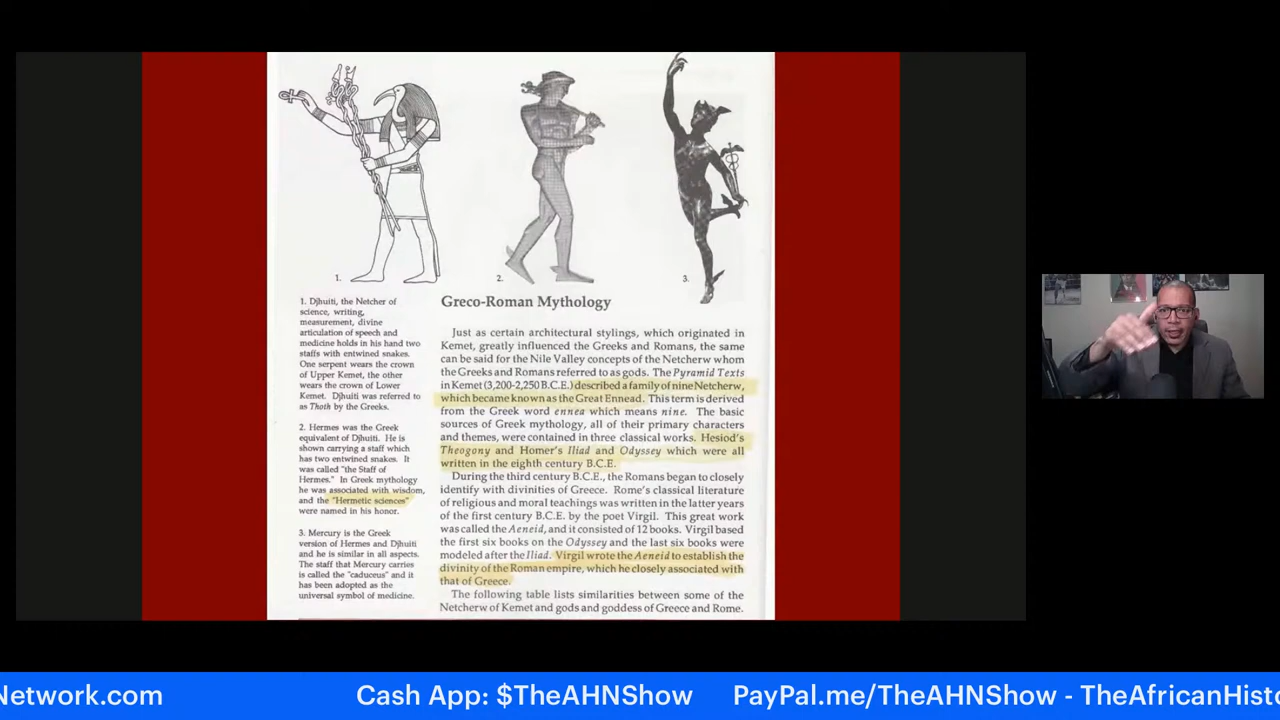 1.
2.
3.
1. Djhuiti, the Netcher of
science, writing,
measurement, divine
articulation of speech and
medicine holds in his hand two
staffs with entwined snakes.
One serpent wears the crown
of Upper Kemet, the other
wears the crown of Lower
Kemet. Djhuiti was referred to
as Thoth by the Greeks.
2. Hermes was the Greek
equivalent of Djhuiti. He is
shown carrying a staff which
has two entwined snakes. It
was called "the Staff of
Hermes." In Greek mythology
he was associated with wisdom,
and the "Hermetic sciences"
were named in his honor.
3. Mercury is the Greek
version of Hermes and Djhuiti
and he is similar in all aspects.
The staff that Mercury carries
is called the "caduceus" and it
has been adopted as the
universal symbol of medicine.
Greco-Roman Mythology
Just as certain architectural stylings, which originated in
Kemet, greatly influenced the Greeks and Romans, the same
can be said for the Nile Valley concepts of the Netcherw whom
the Greeks and Romans referred to as gods. The Pyramid Texts
in Kemet (3,200-2,250 B.C.E.) described a family of nine Netcherw,
which became known as the Great Ennead. This term is derived
from the Greek word ennea which means nine. The basic
sources of Greek mythology, all of their primary characters
and themes, were contained in three classical works. Hesiod's
Theogony and Homer's Iliad and Odyssey which were all
written in the eighth century B.C.E.
During the third century B.C.E., the Romans began to closely
identify with divinities of Greece. Rome's classical literature
of religious and moral teachings was written in the latter years
of the first century B.C.E. by the poet Virgil. This great work
was called the Aeneid, and it consisted of 12 books. Virgil based
the first six books on the Odyssey and the last six books were
modeled after the Iliad. Virgil wrote the Aeneid to establish the
divinity of the Roman empire, which he closely associated with
that of Greece.
The following table lists similarities between some of the
Netcherw of Kemet and gods and goddess of Greece and Rome.
Network.com Cash App: $TheAHNShow PayPal.me/TheAHNShow - TheAfricanHisto